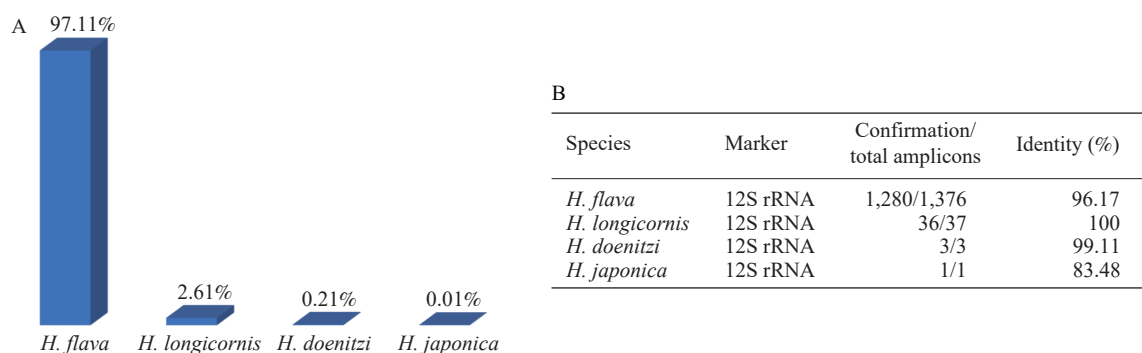 A
97.11%
2.61%
0.21%
0.01%
H. flava H. longicornis H. doenitzi H. japonica
B
Species Marker Confirmation/ total amplicons Identity (%)
H. flava 12S rRNA 1,280/1,376 96.17
H. longicornis 12S rRNA 36/37 100
H. doenitzi 12S rRNA 3/3 99.11
H. japonica 12S rRNA 1/1 83.48